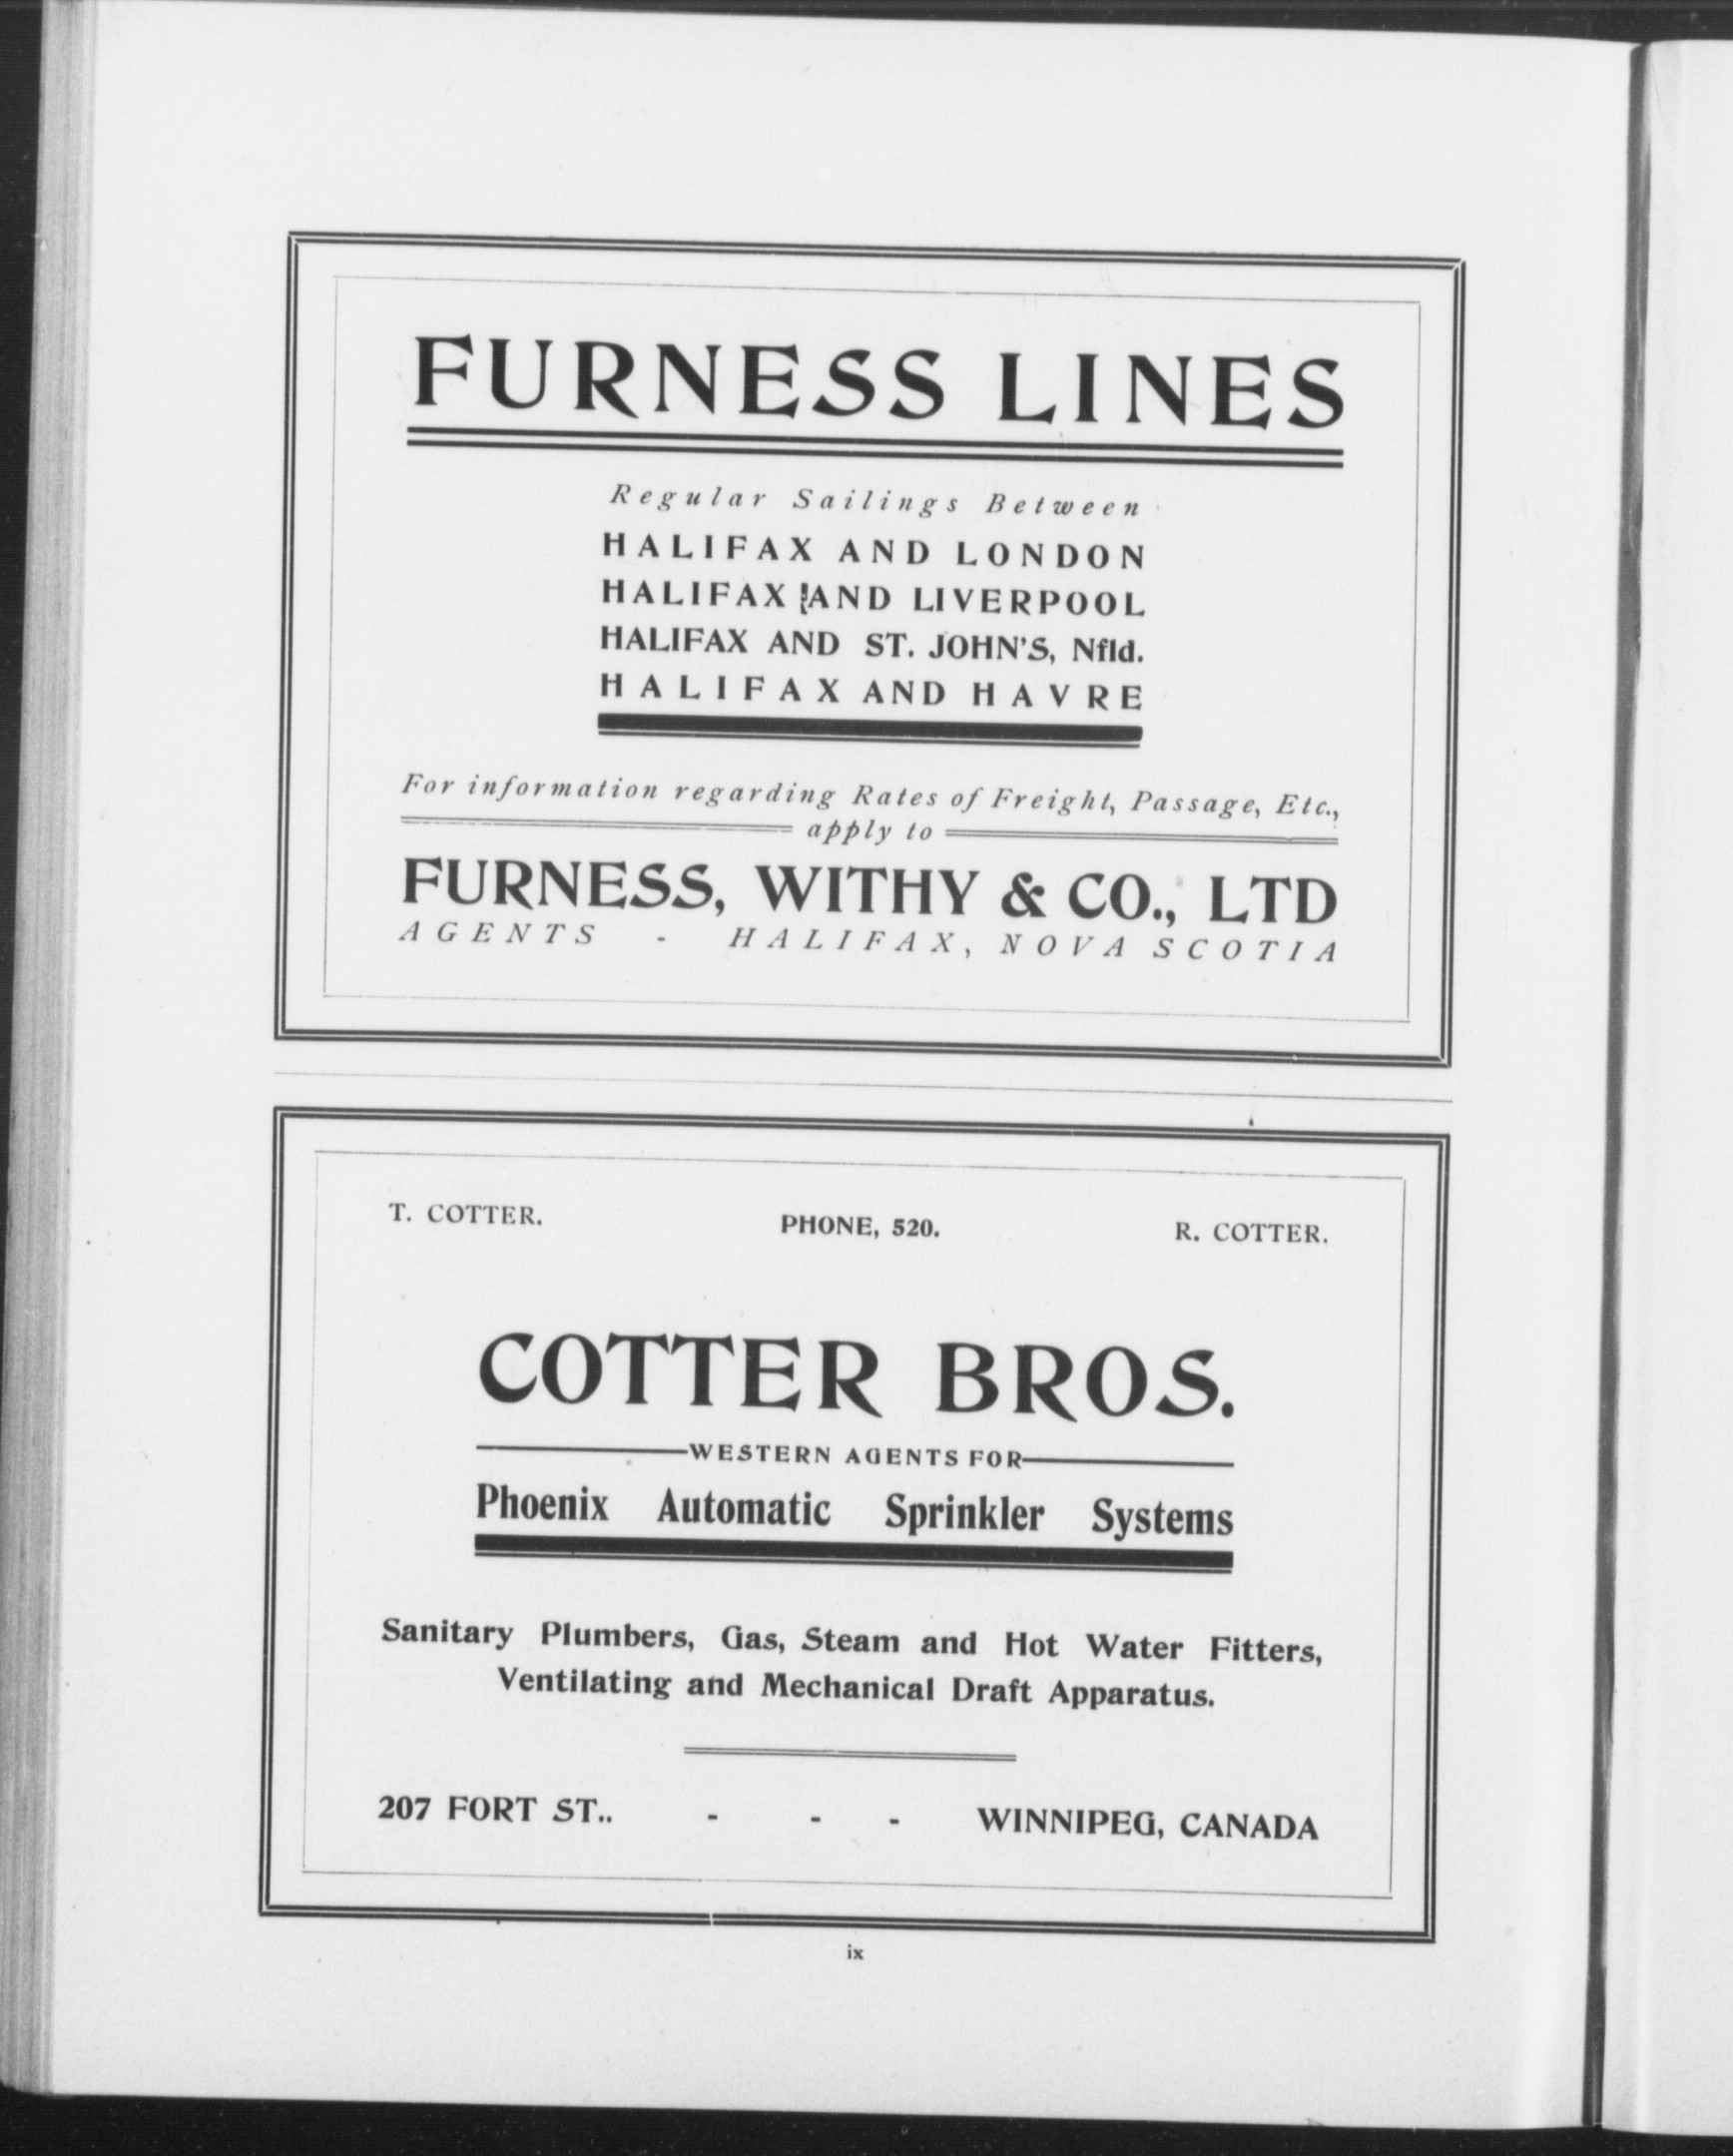 FURNESS LINES
Regular Sailings Between
HALIFAX AND LONDON
HALIFAX AND LIVERPOOL
HALIFAX AND ST. JOHN'S, Nfld.
HALIFAX AND HAVRE
For information regarding Rates of Freight, Passage, Etc.,
apply to
FURNESS, WITHY & CO., LTD
AGENTS - HALIFAX, NOVA SCOTIA
T. COTTER. PHONE, 520. R. COTTER.
COTTER BROS.
WESTERN AGENTS FOR
Phoenix Automatic Sprinkler Systems
Sanitary Plumbers, Gas, Steam and Hot Water Fitters,
Ventilating and Mechanical Draft Apparatus.
207 FORT ST.. - - - WINNIPEG, CANADA
ix